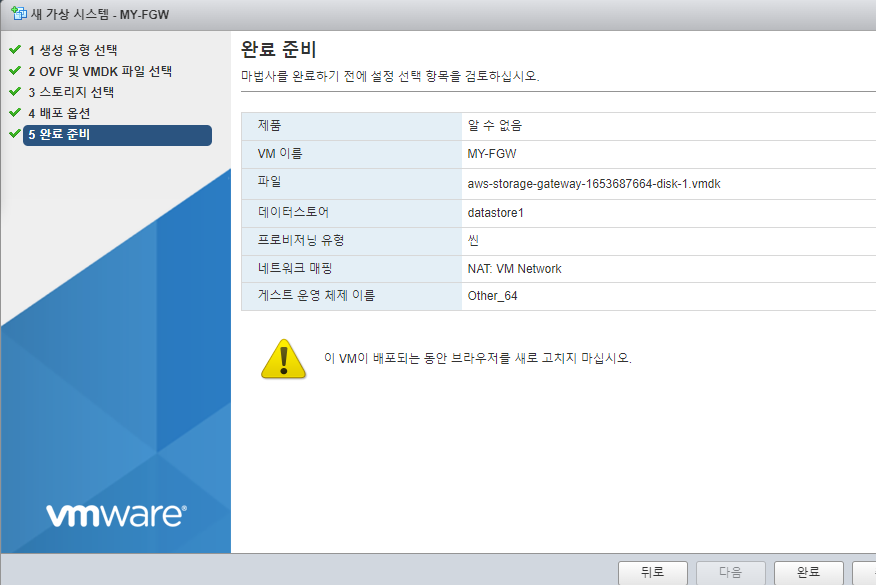 새 가상 시스템 - MY-FGW
1 생성 유형 선택
2 OVF 및 VMDK 파일 선택
3 스토리지 선택
4 배포 옵션
5 완료 준비
완료 준비
마법사를 완료하기 전에 설정 선택 항목을 검토하십시오.
제품 알 수 없음
VM 이름 MY-FGW
파일 aws-storage-gateway-1653687664-disk-1.vmdk
데이터스토어 datastore1
프로비저닝 유형 씬
네트워크 매핑 NAT: VM Network
게스트 운영 체제 이름 Other_64
이 VM이 배포되는 동안 브라우저를 새로 고치지 마십시오.
vmware®
뒤로 다음 완료